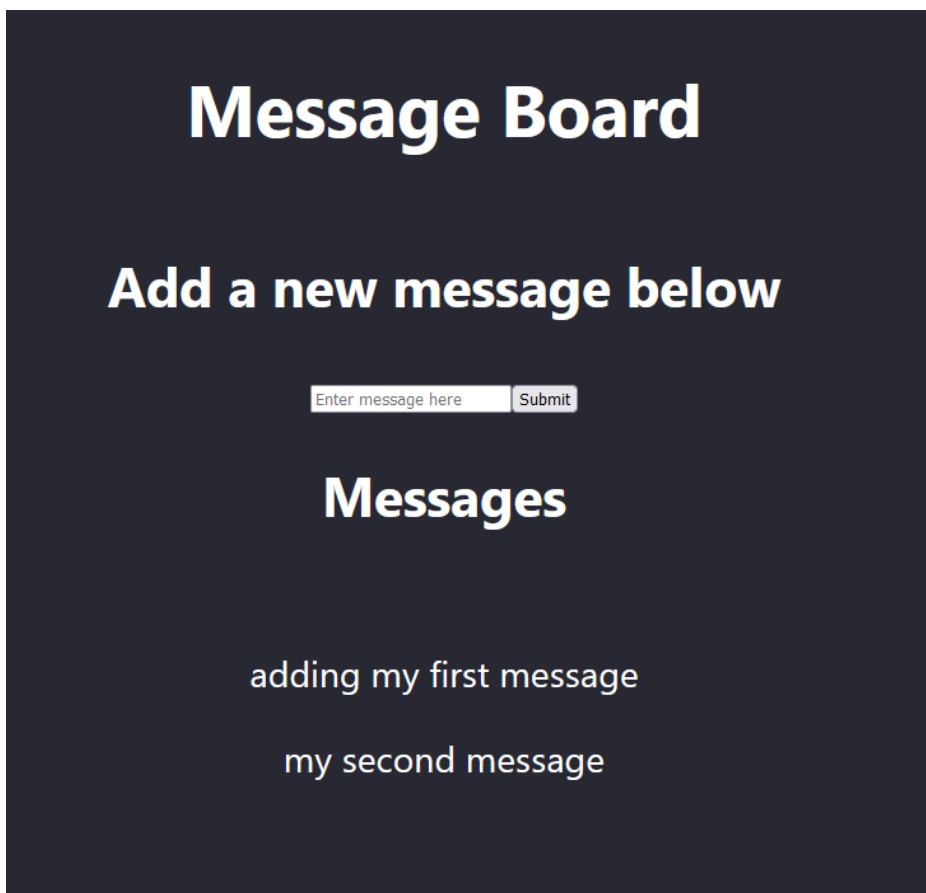 Message Board
Add a new message below
Enter message here Submit
Messages
adding my first message
my second message